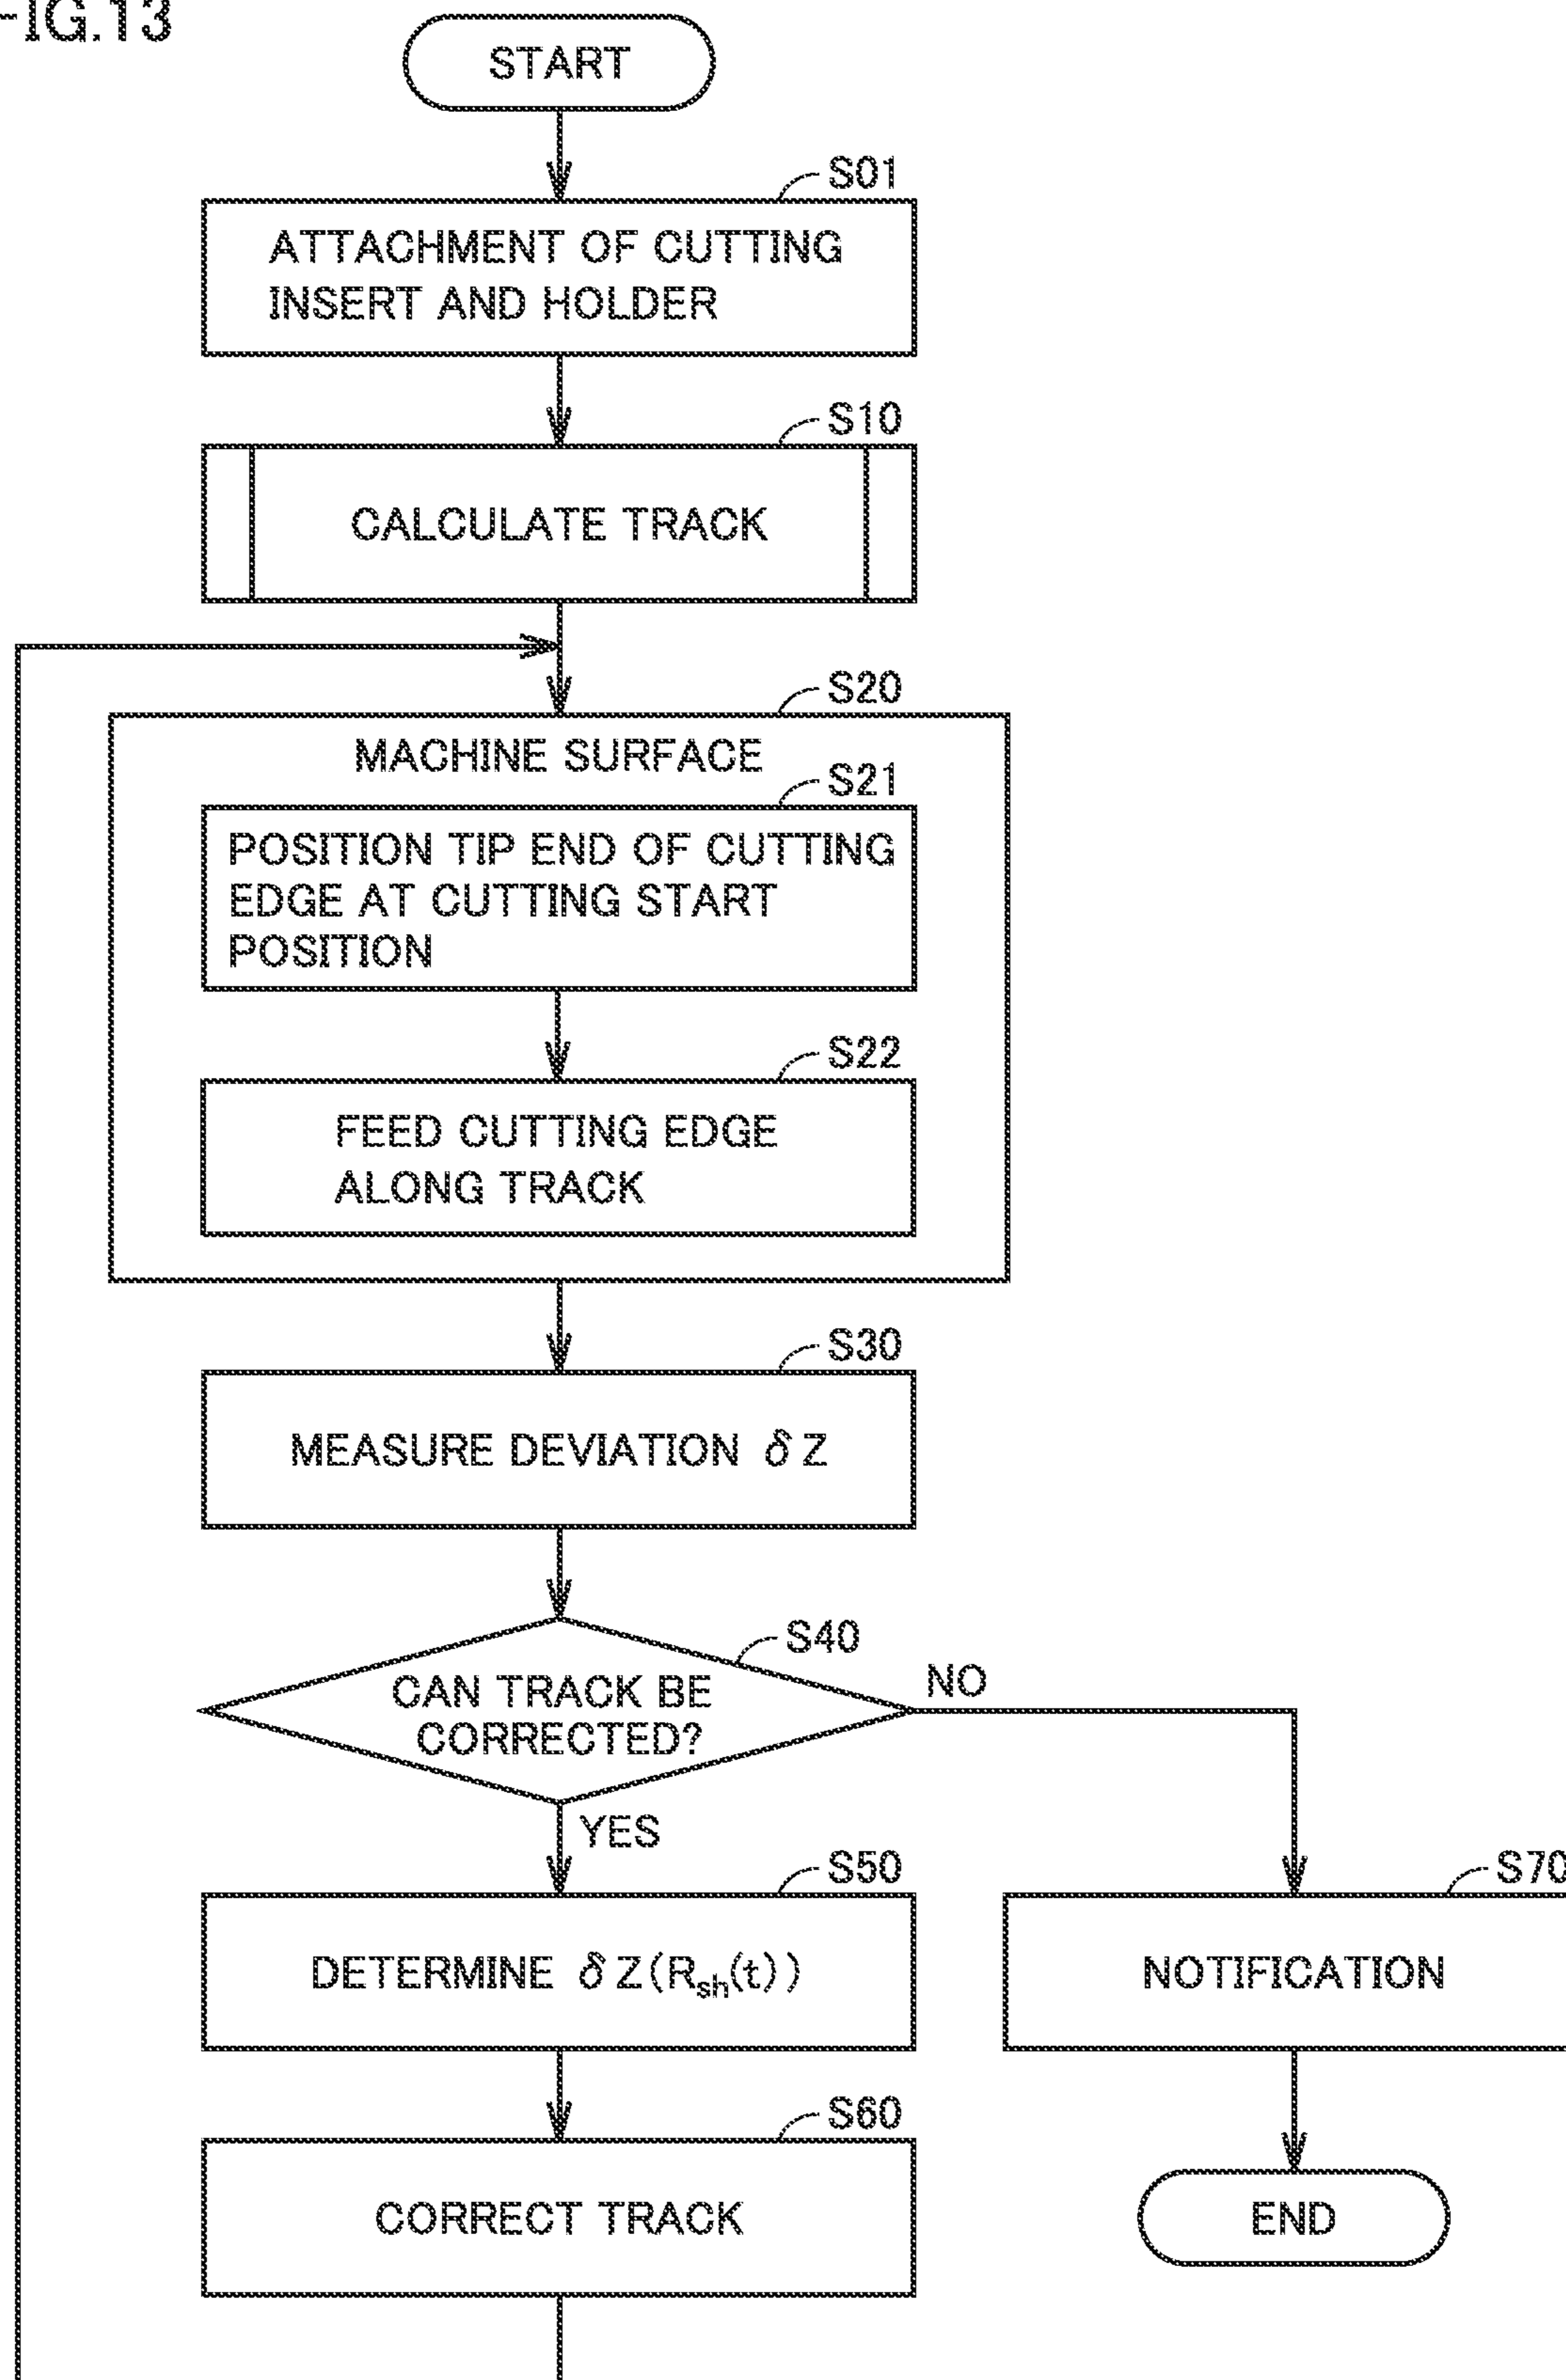 FIG.13
START
S01
ATTACHMENT OF CUTTING
INSERT AND HOLDER
S10
CALCULATE TRACK
S20
MACHINE SURFACE
S21
POSITION TIP END OF CUTTING
EDGE AT CUTTING START
POSITION
S22
FEED CUTTING EDGE
ALONG TRACK
S30
MEASURE DEVIATION δZ
S40
CAN TRACK BE
CORRECTED?
NO
YES
S50
DETERMINE δZ(Rsh(t))
S70
NOTIFICATION
S60
CORRECT TRACK
END